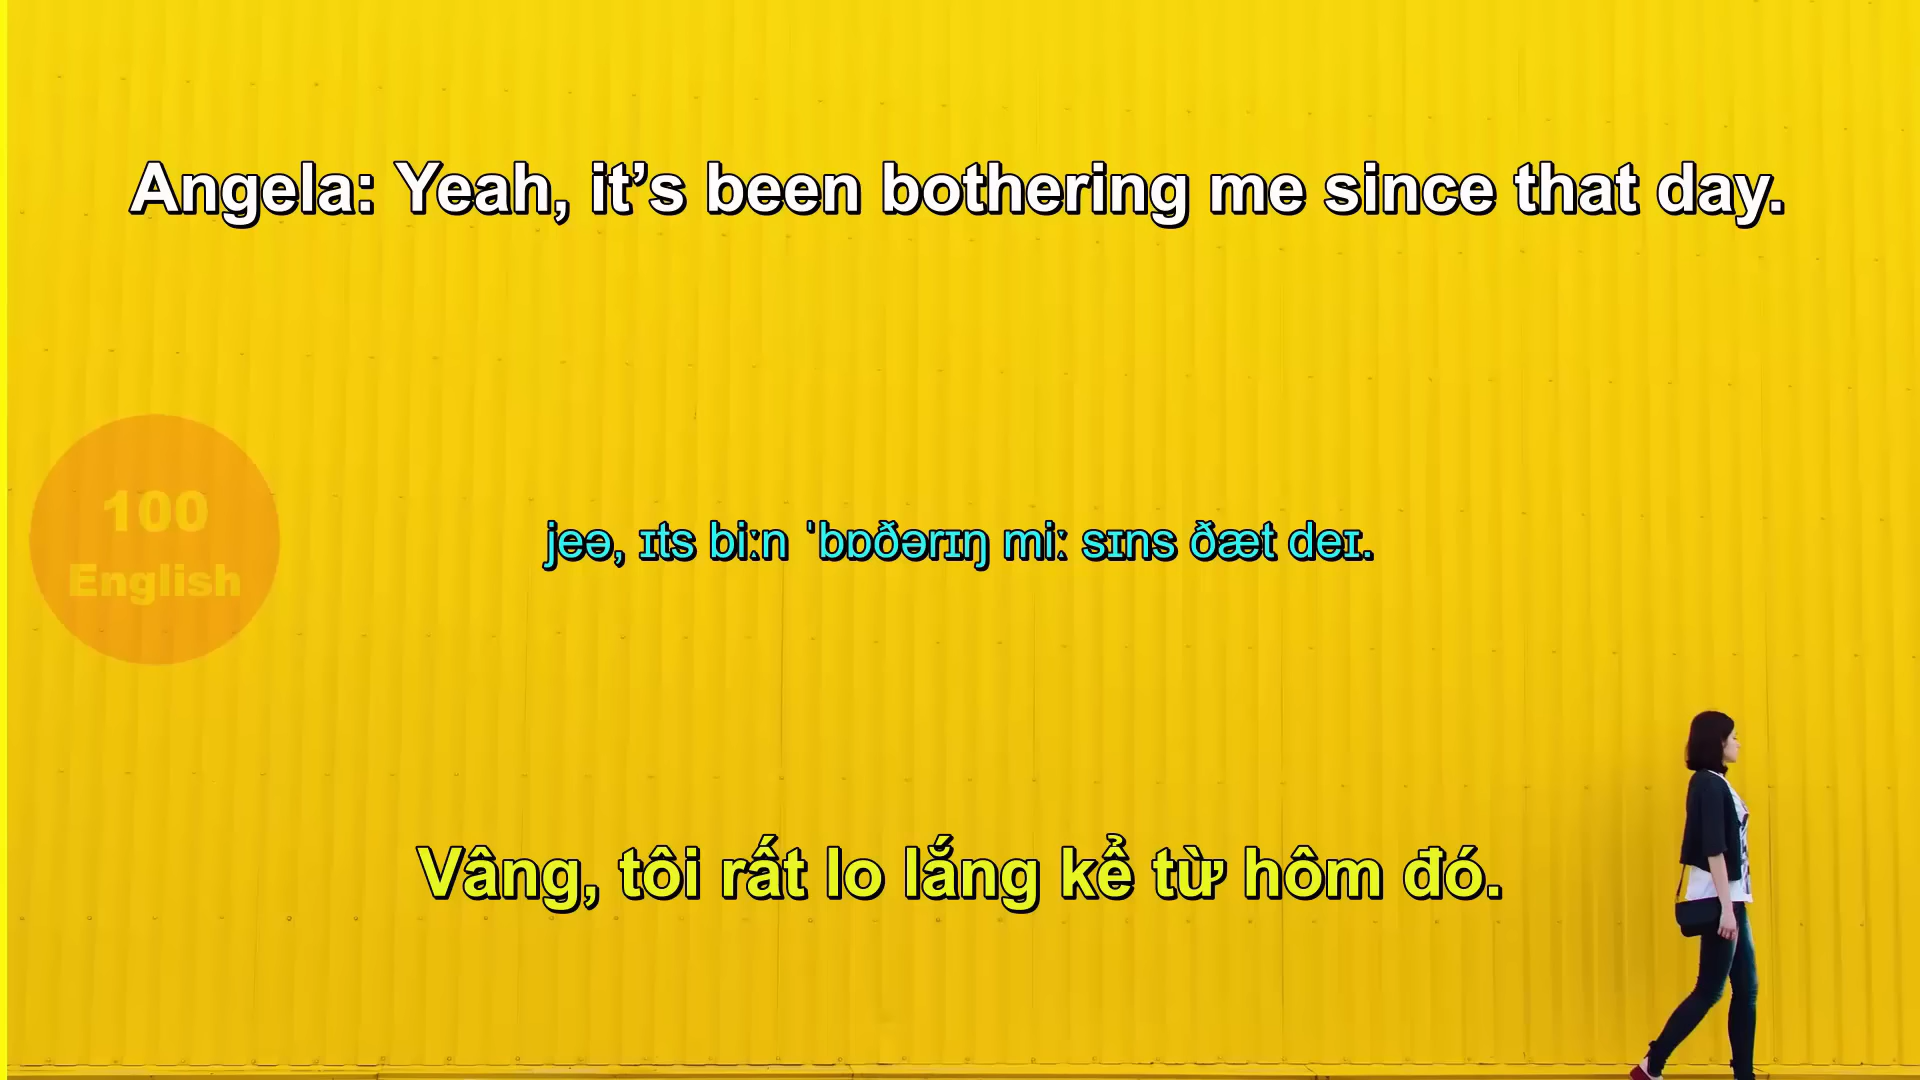 Angela: Yeah, it’s been bothering me since that day.
100
English
jeə, ɪts biːn ˈbɒðərɪŋ miː sɪns ðæt deɪ.
Vâng, tôi rất lo lắng kể từ hôm đó.